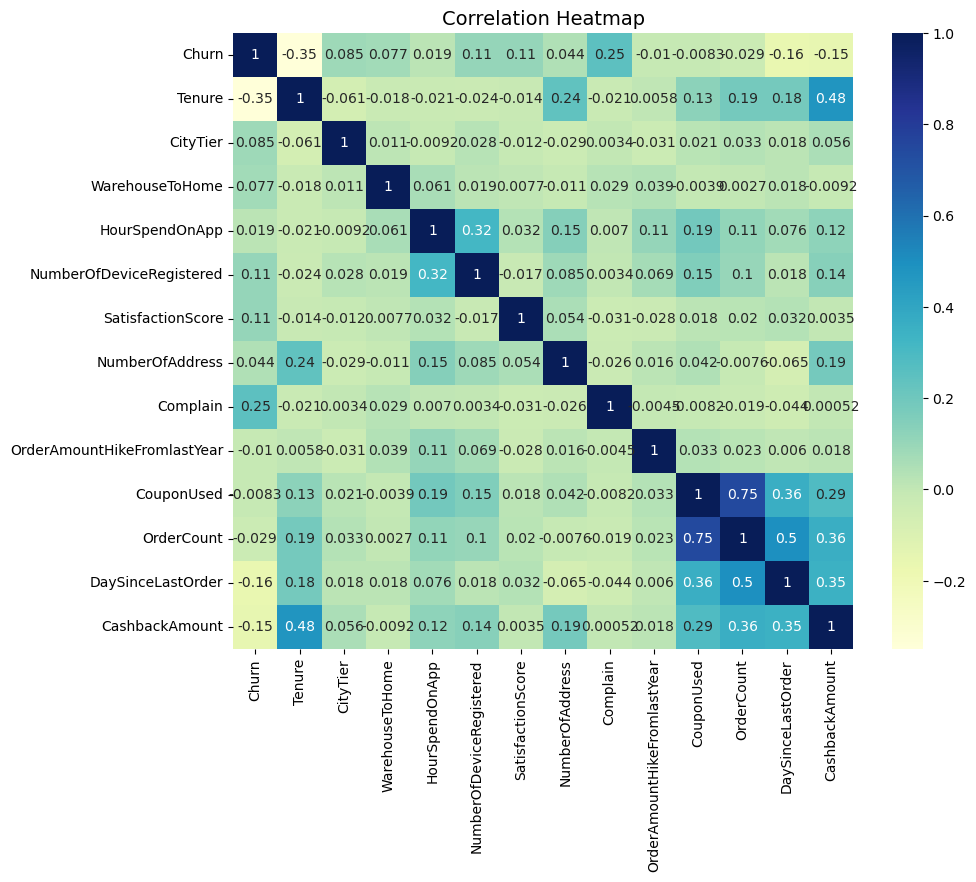 Correlation Heatmap
Churn 1 -0.35 0.085 0.077 0.019 0.11 0.11 0.044 0.25 -0.01 -0.0083 -0.029 -0.16 -0.15
Tenure -0.35 1 -0.061 -0.018 -0.021 -0.024 -0.014 0.24 -0.021 0.0058 0.13 0.19 0.18 0.48
CityTier 0.085 -0.061 1 0.011 -0.0092 0.028 -0.012 -0.029 0.0034 -0.031 0.021 0.033 0.018 0.056
WarehouseToHome 0.077 -0.018 0.011 1 0.061 0.019 0.0077 -0.011 0.029 0.039 -0.0039 0.0027 0.018 -0.0092
HourSpendOnApp 0.019 -0.021 -0.0092 0.061 1 0.32 0.032 0.15 0.007 0.11 0.19 0.11 0.076 0.12
NumberOfDeviceRegistered 0.11 -0.024 0.028 0.019 0.32 1 -0.017 0.085 0.0034 0.069 0.15 0.1 0.018 0.14
SatisfactionScore 0.11 -0.014 -0.012 0.0077 0.032 -0.017 1 0.054 -0.031 -0.028 0.018 0.02 0.032 0.0035
NumberOfAddress 0.044 0.24 -0.029 -0.011 0.15 0.085 0.054 1 -0.026 0.016 0.042 -0.0076 -0.065 0.19
Complain 0.25 -0.021 0.0034 0.029 0.007 0.0034 -0.031 -0.026 1 -0.0045 -0.0082 -0.019 -0.044 0.00052
OrderAmountHikeFromlastYear -0.01 0.0058 -0.031 0.039 0.11 0.069 -0.028 0.016 -0.0045 1 0.033 0.023 0.006 0.018
CouponUsed -0.0083 0.13 0.021 -0.0039 0.19 0.15 0.018 0.042 -0.0082 0.033 1 0.75 0.36 0.29
OrderCount -0.029 0.19 0.033 0.0027 0.11 0.1 0.02 -0.0076 -0.019 0.023 0.75 1 0.5 0.36
DaySinceLastOrder -0.16 0.18 0.018 0.018 0.076 0.018 0.032 -0.065 -0.044 0.006 0.36 0.5 1 0.35
CashbackAmount -0.15 0.48 0.056 -0.0092 0.12 0.14 0.0035 0.19 0.00052 0.018 0.29 0.36 0.35 1
Churn
Tenure
CityTier
WarehouseToHome
HourSpendOnApp
NumberOfDeviceRegistered
SatisfactionScore
NumberOfAddress
Complain
OrderAmountHikeFromlastYear
CouponUsed
OrderCount
DaySinceLastOrder
CashbackAmount
1.0
0.8
0.6
0.4
0.2
0.0
−0.2